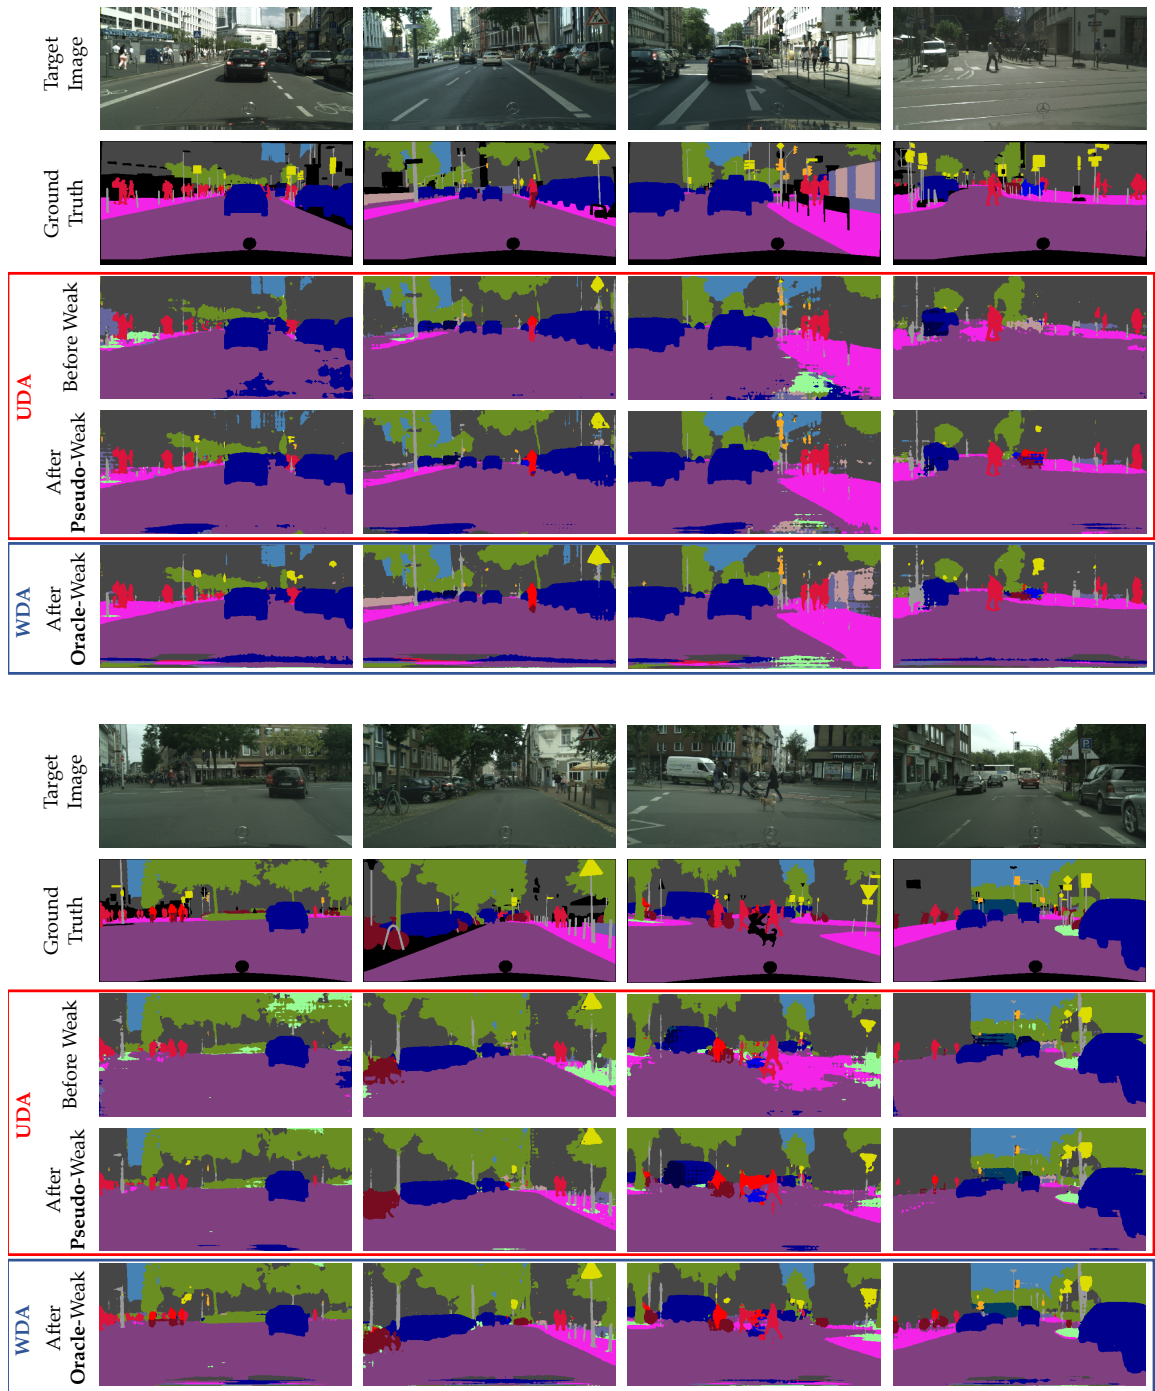 Target
Image
Ground
Truth
UDA
Before Weak
After
Pseudo-Weak
WDA
After
Oracle-Weak
Target
Image
Ground
Truth
UDA
Before Weak
After
Pseudo-Weak
WDA
After
Oracle-Weak